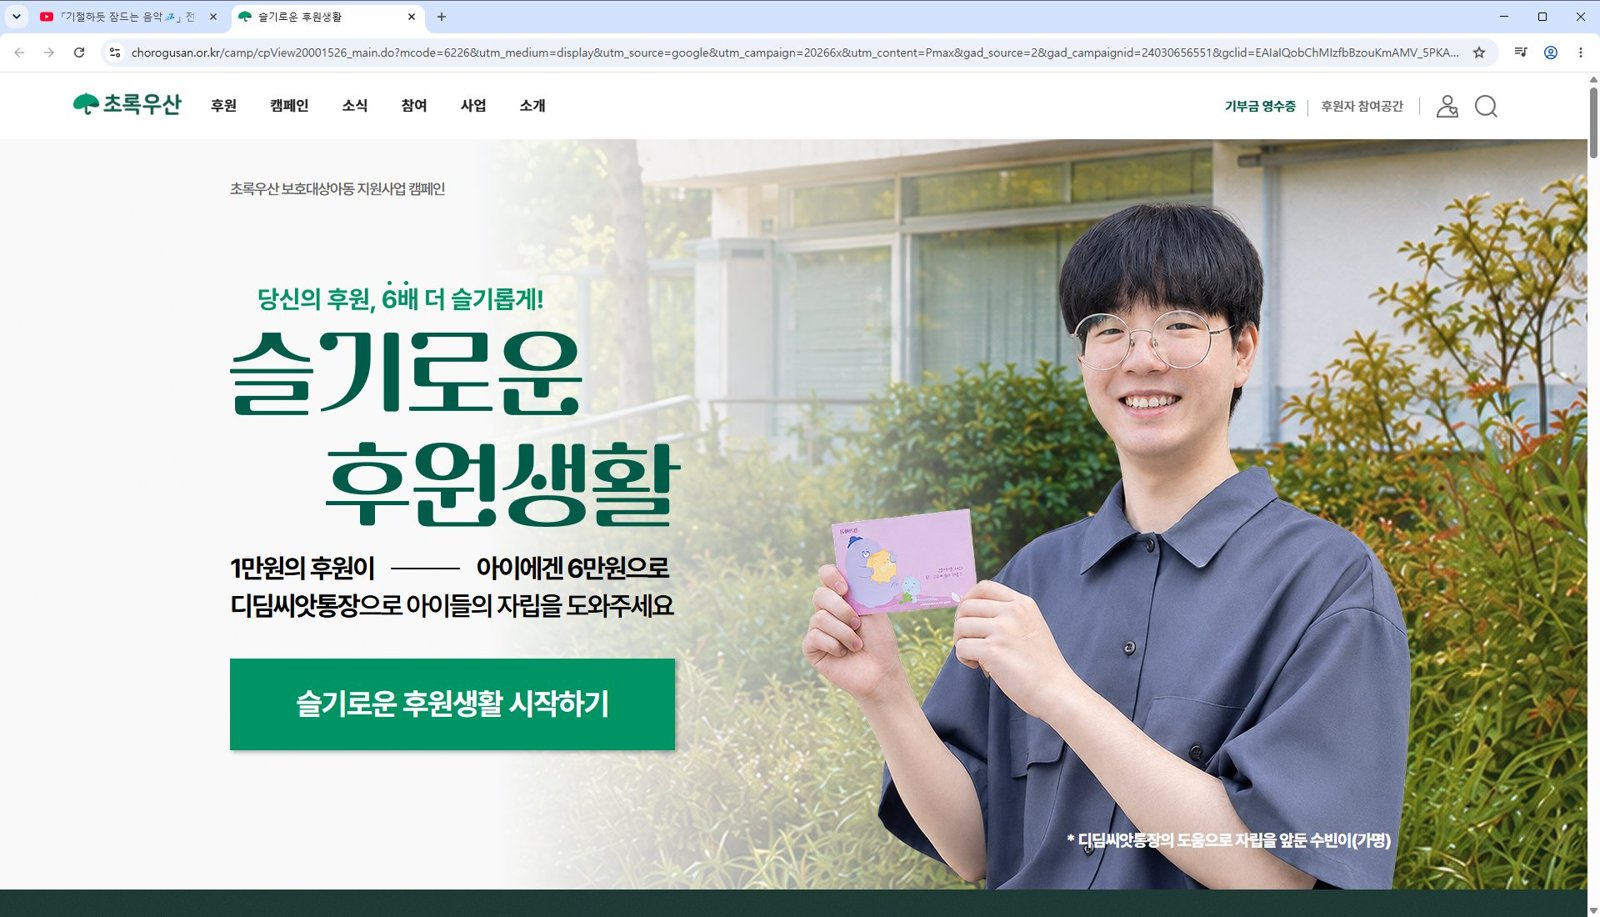 「기절하듯 잠드는 음악🌊」 전
슬기로운 후원생활
chorogusan.or.kr/camp/cpView20001526_main.do?mcode=6226&utm_medium=display&utm_source=google&utm_campaign=20266x&utm_content=Pmax&gad_source=2&gad_campaignid=24030656551&gclid=EAIaIQobChMIzfbBzouKmAMV_5PKA...
초록우산 후원 캠페인 소식 참여 사업 소개 기부금 영수증 후원자 참여공간
초록우산 보호대상아동 지원사업 캠페인
당신의 후원, 6배 더 슬기롭게!
슬기로운
후원생활
1만원의 후원이 아이에겐 6만원으로
디딤씨앗통장으로 아이들의 자립을 도와주세요
슬기로운 후원생활 시작하기
* 디딤씨앗통장의 도움으로 자립을 앞둔 수빈이(가명)